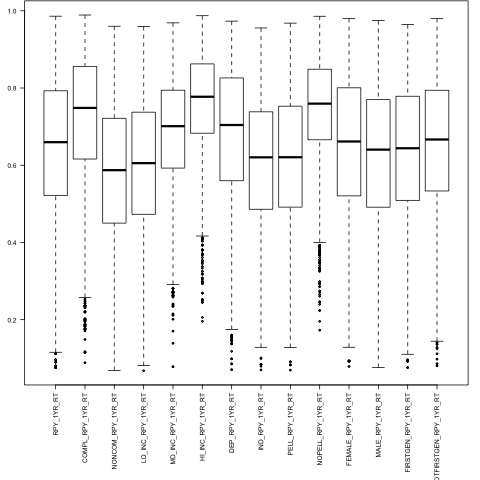 1.0
0.8
0.6
0.4
0.2
RPY_1YR_RT
COMPL_RPY_1YR_RT
NONCOM_RPY_1YR_RT
LO_INC_RPY_1YR_RT
MD_INC_RPY_1YR_RT
HI_INC_RPY_1YR_RT
DEP_RPY_1YR_RT
IND_RPY_1YR_RT
PELL_RPY_1YR_RT
NOPELL_RPY_1YR_RT
FEMALE_RPY_1YR_RT
MALE_RPY_1YR_RT
FIRSTGEN_RPY_1YR_RT
OTFIRSTGEN_RPY_1YR_RT